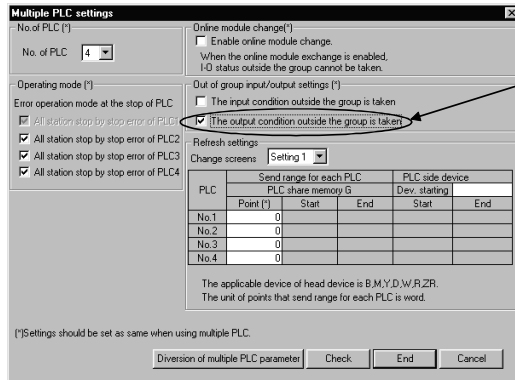 Multiple PLC settings
No.of PLC (*)
No. of PLC 4
Operating mode (*)
Error operation mode at the stop of PLC
All station stop by stop error of PLC1
All station stop by stop error of PLC2
All station stop by stop error of PLC3
All station stop by stop error of PLC4
Online module change(*)
Enable online module change.
When the online module exchange is enabled,
I-O status outside the group cannot be taken.
Out of group input/output settings (*)
The input condition outside the group is taken
The output condition outside the group is taken
Refresh settings
Change screens Setting 1
PLC Send range for each PLC PLC side device
PLC share memory G Dev. starting
Point (*) Start End Start End
No.1 0
No.2 0
No.3 0
No.4 0
The applicable device of head device is B,M,Y,D,W,R,ZR.
The unit of points that send range for each PLC is word.
(*)Settings should be set as same when using multiple PLC.
Diversion of multiple PLC parameter Check End Cancel